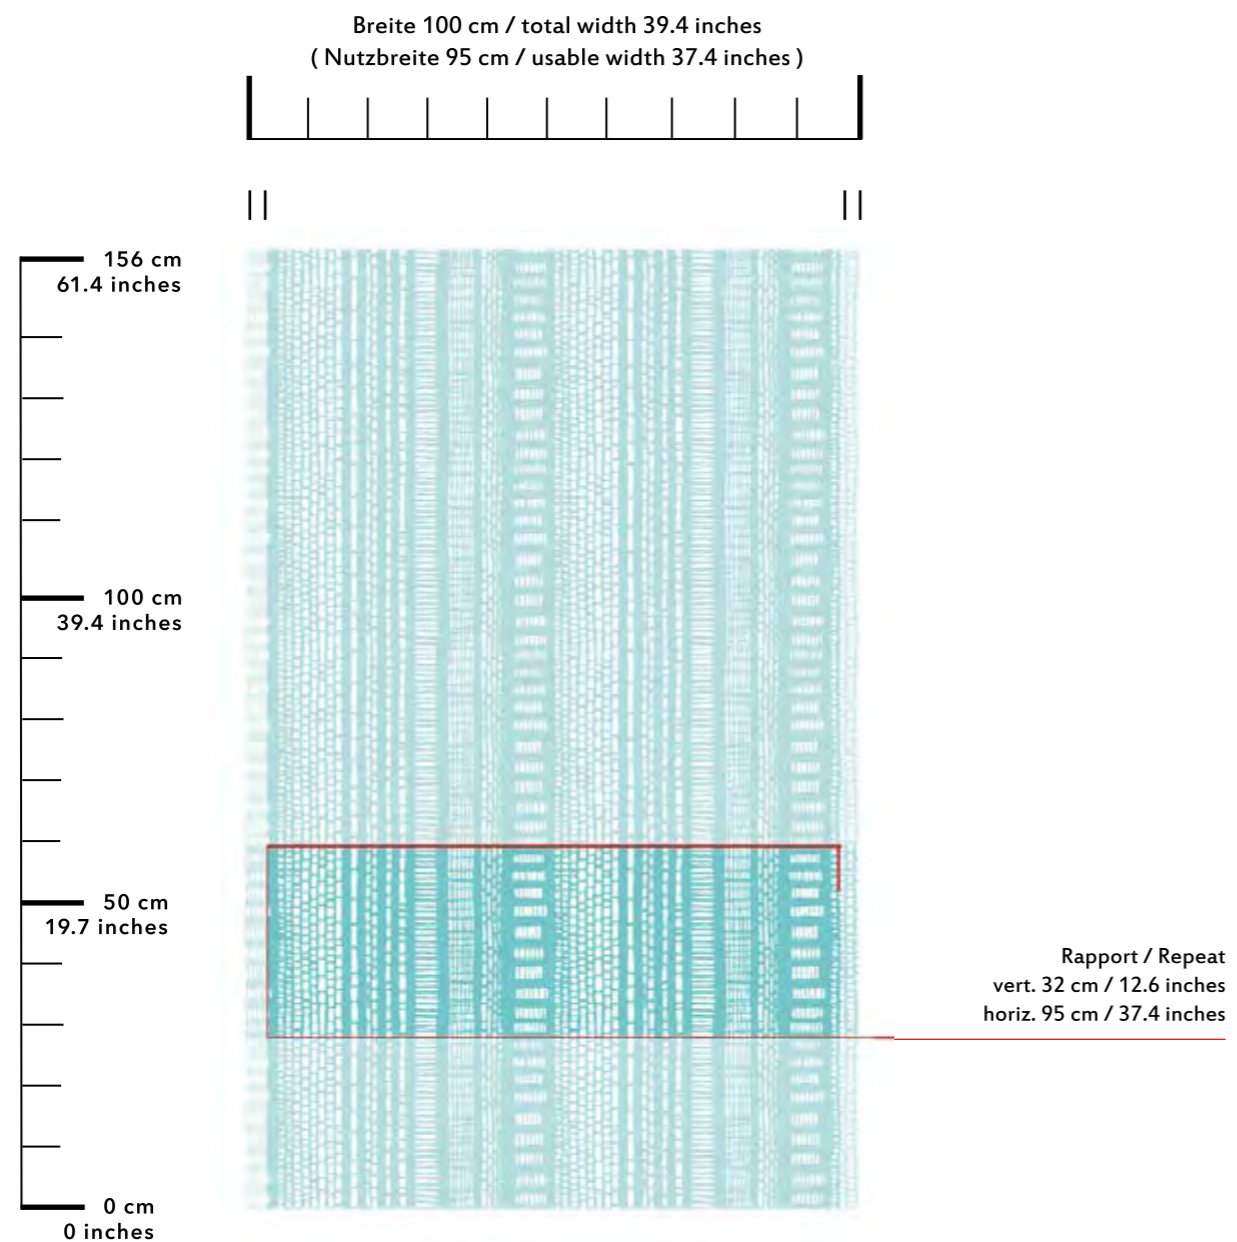 Breite 100 cm / total width 39.4 inches
( Nutzbreite 95 cm / usable width 37.4 inches )
156 cm
61.4 inches
100 cm
39.4 inches
50 cm
19.7 inches
Rapport / Repeat
vert. 32 cm / 12.6 inches
horiz. 95 cm / 37.4 inches
0 cm
0 inches